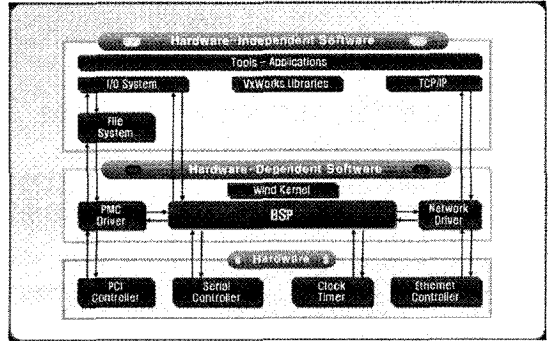 Hardware-Independent Software
Tools - Applications
I/O System
VxWorks Libraries
TCP/IP
File
System
Hardware-Dependent Software
Wind Kernel
PMC
Driver
BSP
Network
Driver
Hardware
PCI
Controller
Serial
Controller
Clock
Timer
Ethernet
Controller